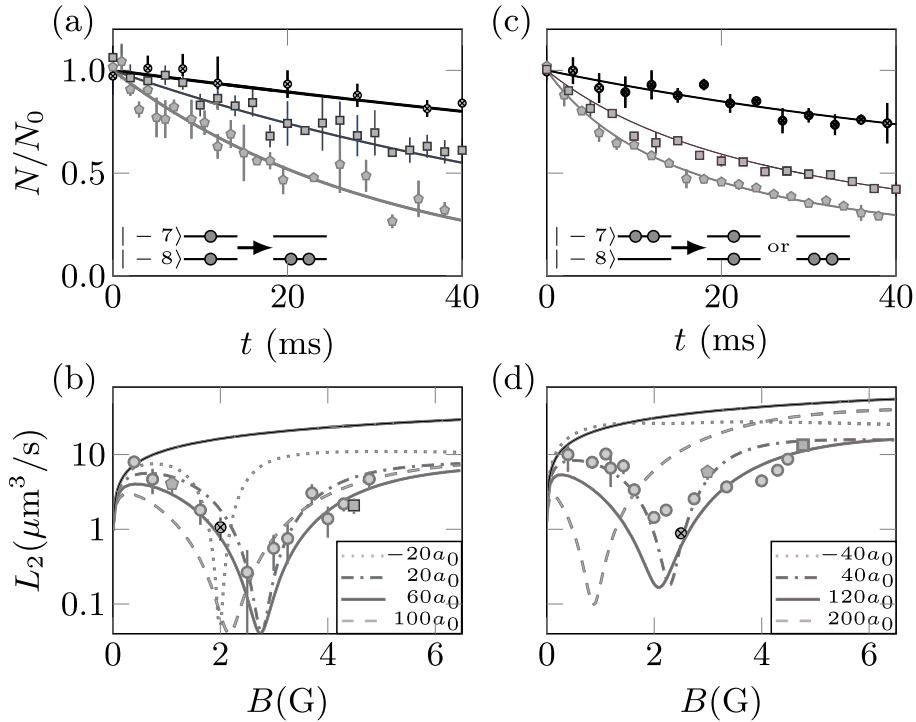 (a)
N/N₀
1.0
0.5
0.0
0
20
40
t (ms)
| − 7⟩
| − 8⟩
(c)
0
20
40
t (ms)
| − 7⟩
| − 8⟩
or
(b)
L₂(μm³/s)
10
1
0.1
0
2
4
6
B(G)
−20a₀
20a₀
60a₀
100a₀
(d)
0
2
4
6
B(G)
−40a₀
40a₀
120a₀
200a₀